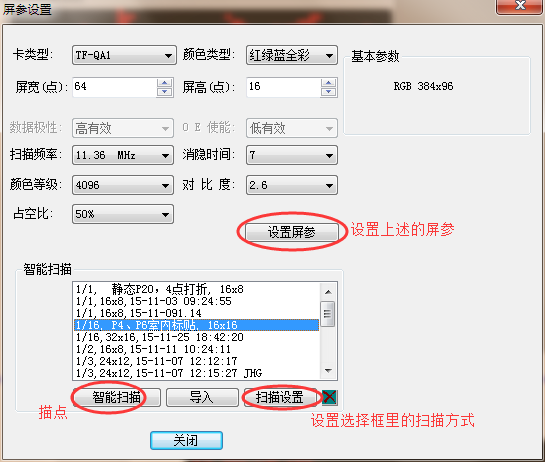 屏参设置
卡类型: TF-QA1 颜色类型: 红绿蓝全彩
基本参数
屏宽(点): 64 屏高(点): 16
RGB 384x96
数据极性: 高有效 O E 使能: 低有效
扫描频率: 11.36 MHz 消隐时间: 7
颜色等级: 4096 对 比 度: 2.6
占空比: 50%
设置屏参 设置上述的屏参
智能扫描
1/1, 静态P20，4点打折, 16x8
1/1,16x8,15-11-03 09:24:55
1/1,16x8,15-11-091.14
1/16, P4、P6室内标贴, 16x16
1/16,32x16,15-11-25 18:42:20
1/2,16x8,15-11-11 10:24:11
1/3,24x12,15-11-07 12:12:17
1/3,24x12,15-11-07 12:15:27 JHG
智能扫描 导入 扫描设置
描点 设置选择框里的扫描方式
关闭